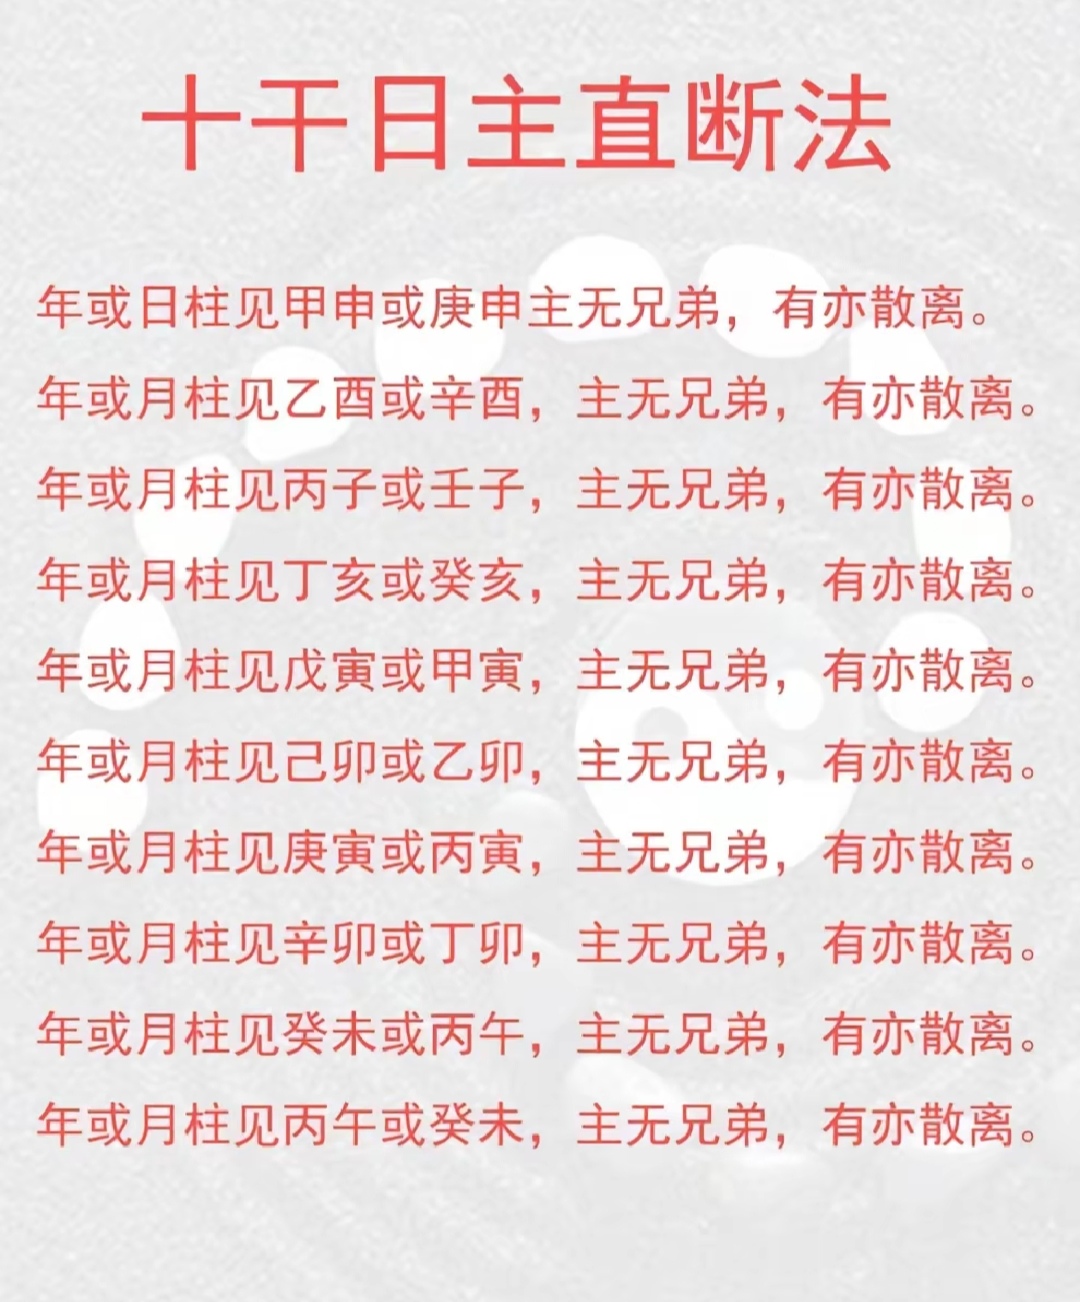 十干日主直断法
年或日柱见甲申或庚申主无兄弟，有亦散离。
年或月柱见乙酉或辛酉，主无兄弟，有亦散离。
年或月柱见丙子或壬子，主无兄弟，有亦散离。
年或月柱见丁亥或癸亥，主无兄弟，有亦散离。
年或月柱见戊寅或甲寅，主无兄弟，有亦散离。
年或月柱见己卯或乙卯，主无兄弟，有亦散离。
年或月柱见庚寅或丙寅，主无兄弟，有亦散离。
年或月柱见辛卯或丁卯，主无兄弟，有亦散离。
年或月柱见癸未或丙午，主无兄弟，有亦散离。
年或月柱见丙午或癸未，主无兄弟，有亦散离。